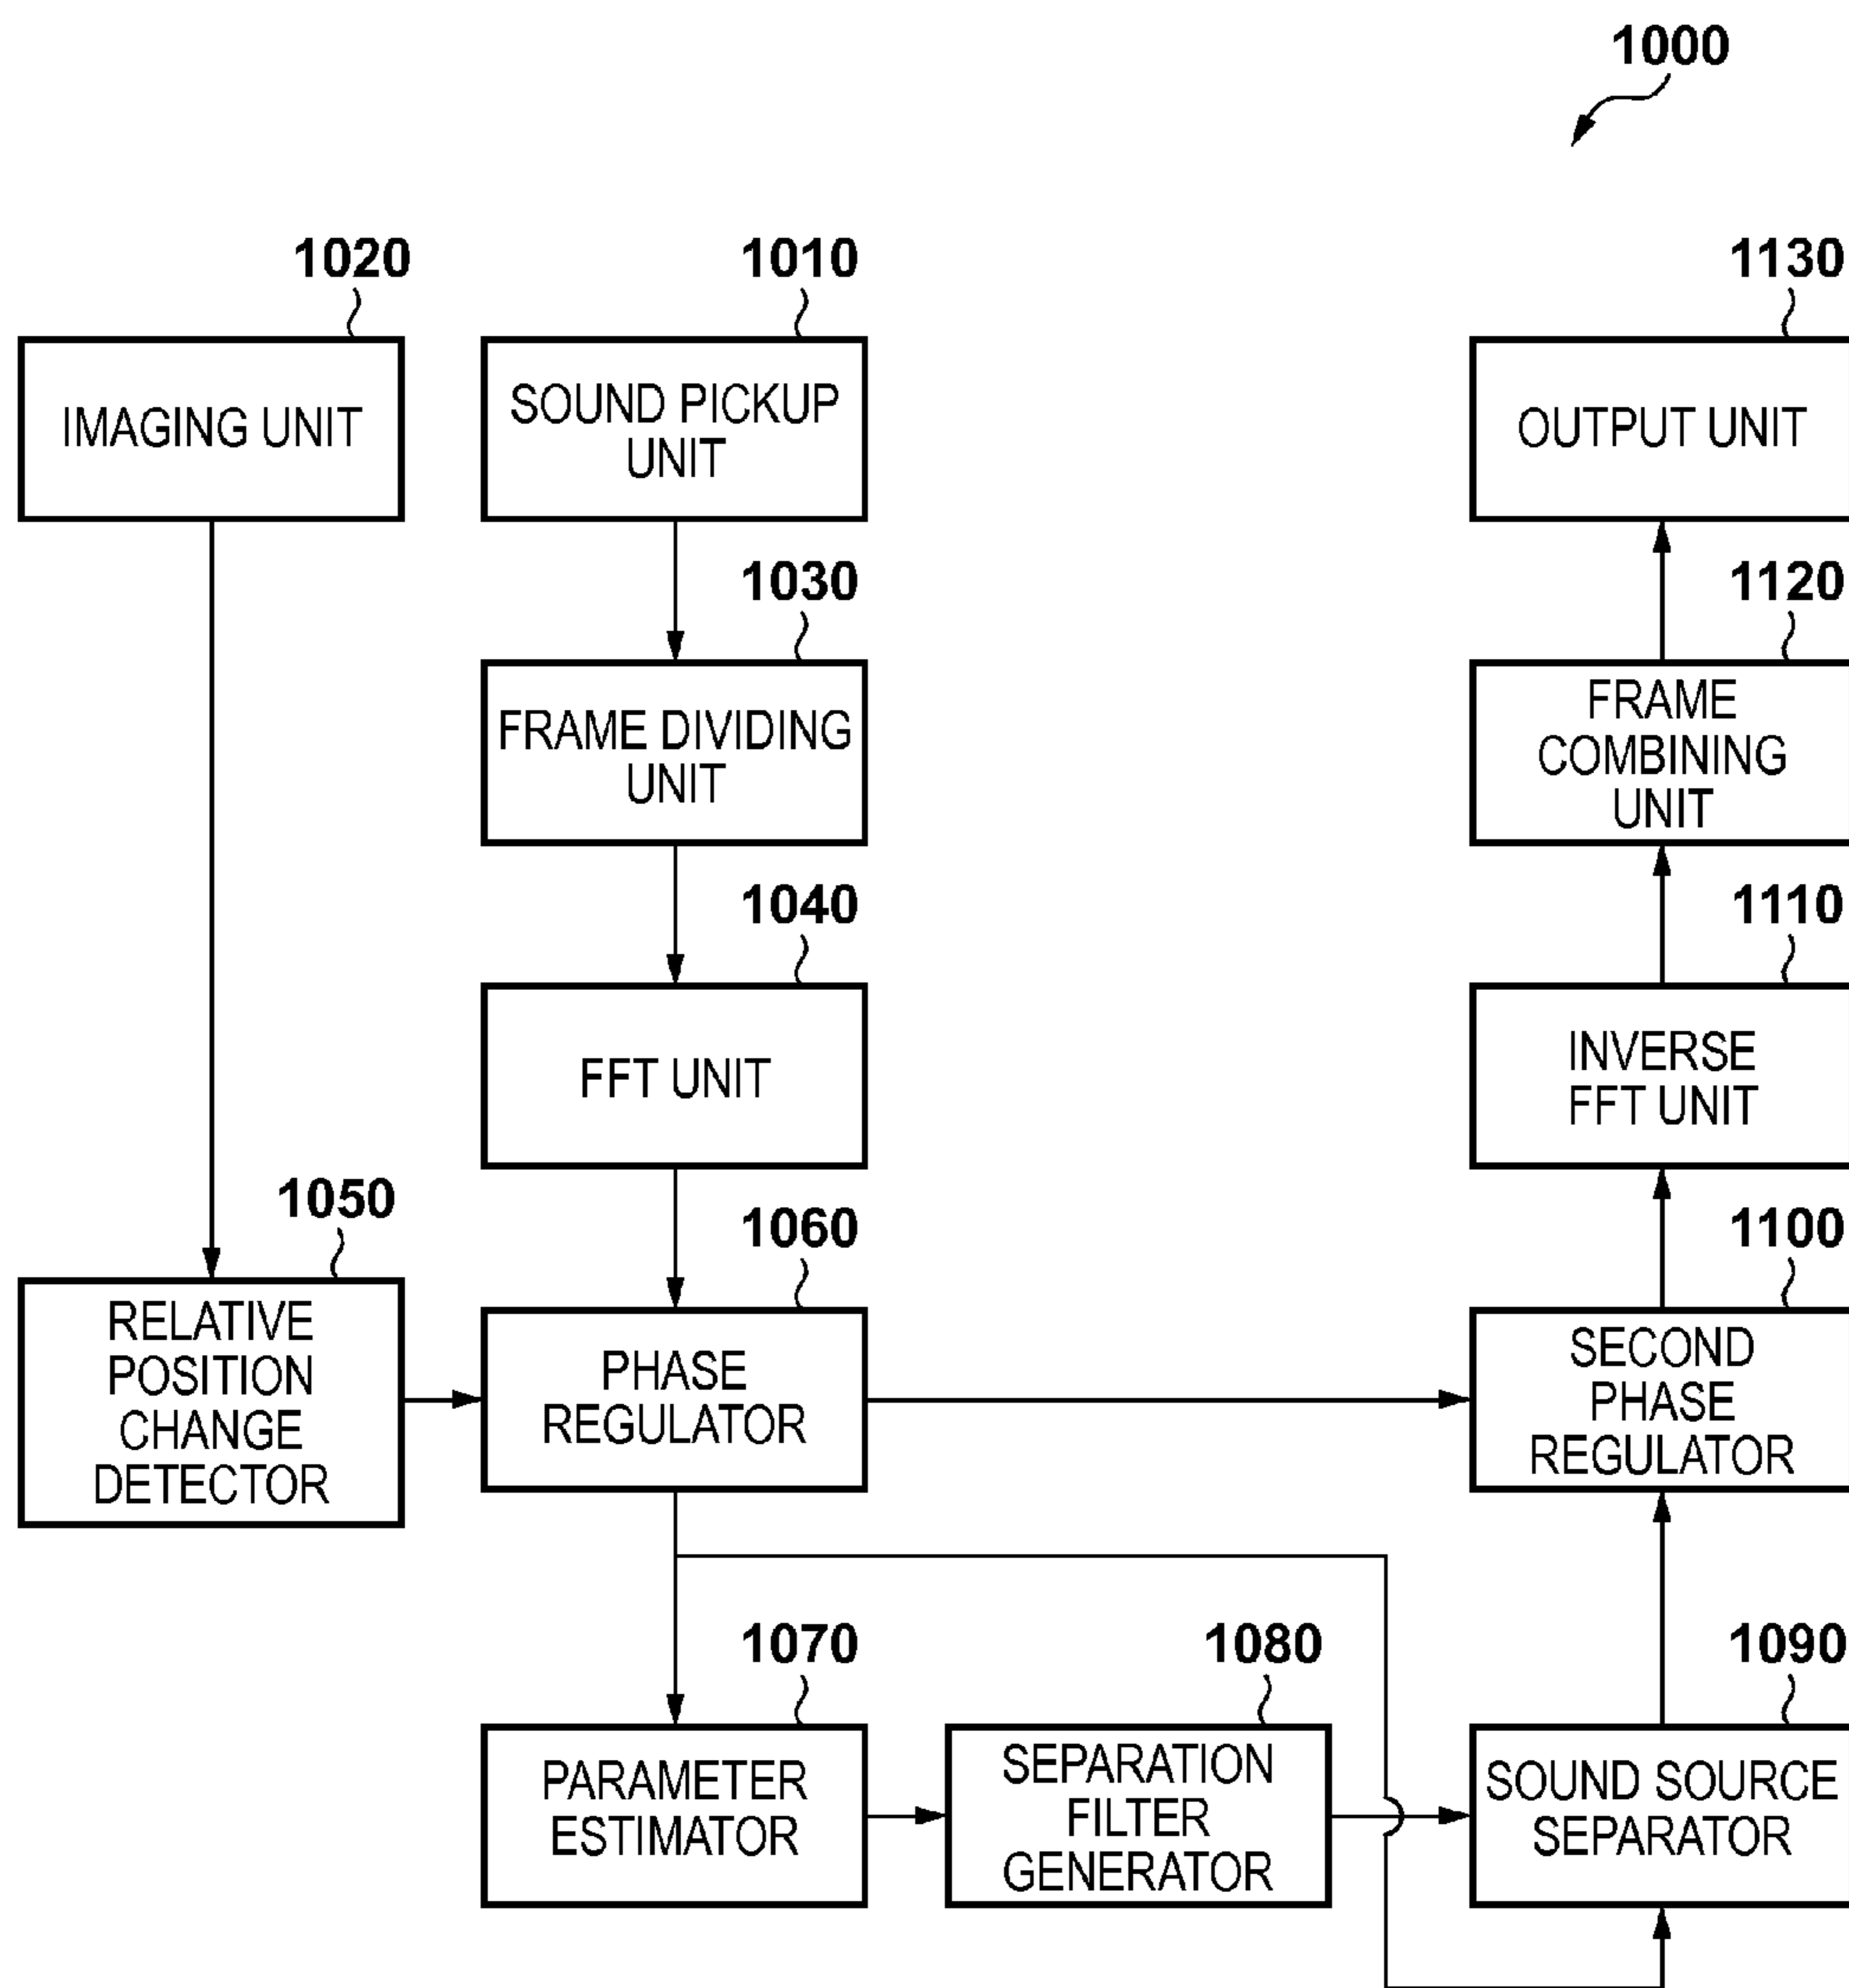 1000
1020
IMAGING UNIT
1010
SOUND PICKUP
UNIT
1130
OUTPUT UNIT
1030
FRAME DIVIDING
UNIT
1120
FRAME
COMBINING
UNIT
1040
FFT UNIT
1110
INVERSE
FFT UNIT
1050
RELATIVE
POSITION
CHANGE
DETECTOR
1060
PHASE
REGULATOR
1100
SECOND
PHASE
REGULATOR
1070
PARAMETER
ESTIMATOR
1080
SEPARATION
FILTER
GENERATOR
1090
SOUND SOURCE
SEPARATOR